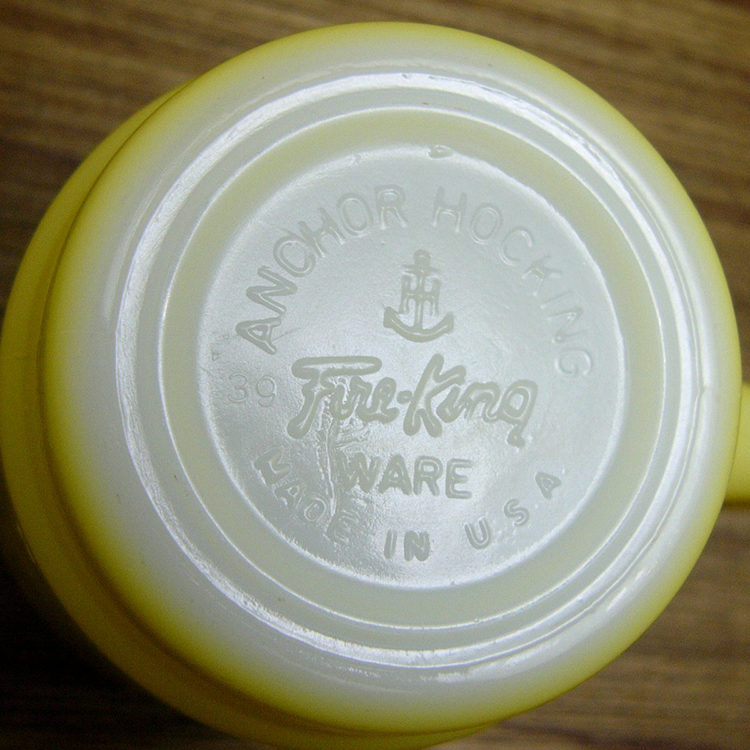 ANCHOR HOCKING
H
39
Fire-King
WARE
MADE IN USA